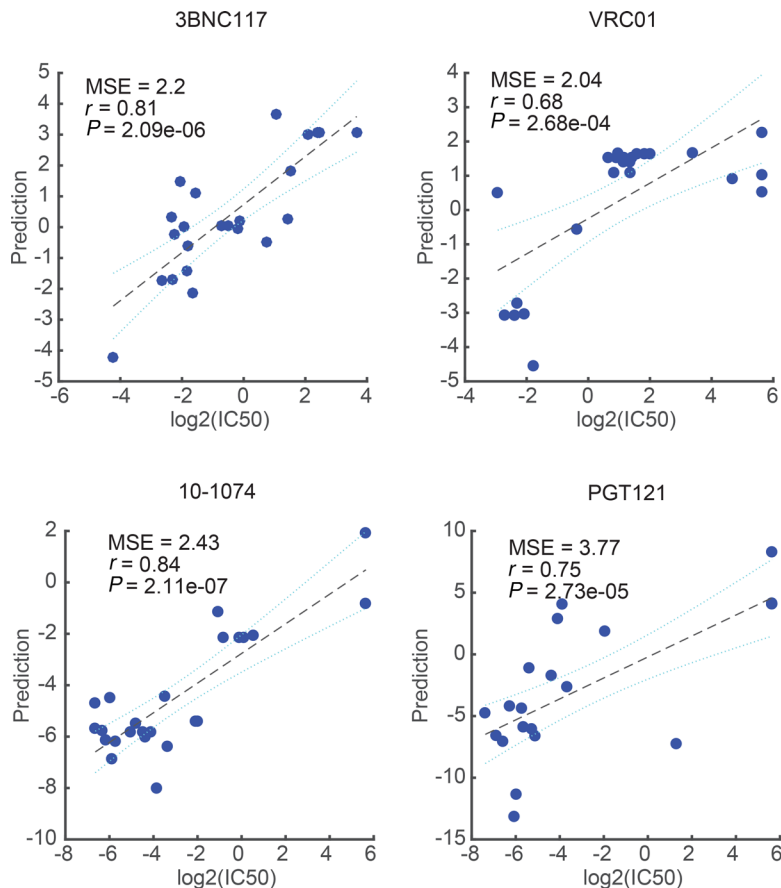 3BNC117
MSE = 2.2
r = 0.81
P = 2.09e-06
5
4
3
2
1
0
-1
-2
-3
-4
-5
Prediction
6
-4
-2
0
2
4
log2(IC50)
VRC01
MSE = 2.04
r = 0.68
P = 2.68e-04
4
3
2
1
0
-1
-2
-3
-4
-5
Prediction
-4
-2
0
2
4
6
log2(IC50)
10-1074
MSE = 2.43
r = 0.84
P = 2.11e-07
2
0
-2
-4
-6
-8
-10
Prediction
-8
-6
-4
-2
0
2
4
6
log2(IC50)
PGT121
MSE = 3.77
r = 0.75
P = 2.73e-05
10
5
0
-5
-10
-15
Prediction
-8
-6
-4
-2
0
2
4
6
log2(IC50)